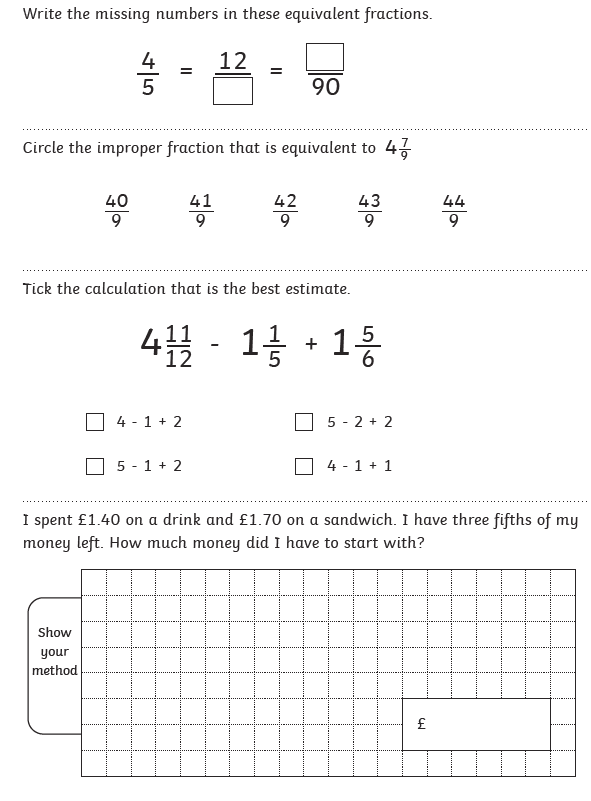 Write the missing numbers in these equivalent fractions.
4/5 = 12/□ = □/90
Circle the improper fraction that is equivalent to 4 7/9
40/9 41/9 42/9 43/9 44/9
Tick the calculation that is the best estimate.
4 11/12 - 1 1/5 + 1 5/6
4 - 1 + 2 5 - 2 + 2
5 - 1 + 2 4 - 1 + 1
I spent £1.40 on a drink and £1.70 on a sandwich. I have three fifths of my
money left. How much money did I have to start with?
Show
your
method
£